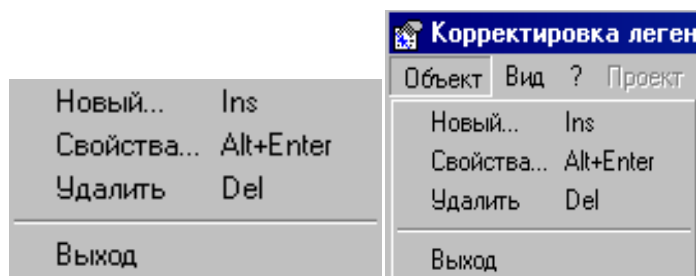 Новый... Ins
Свойства... Alt+Enter
Удалить Del
Выход
Корректировка леген
Объект Вид ? Проект
Новый... Ins
Свойства... Alt+Enter
Удалить Del
Выход